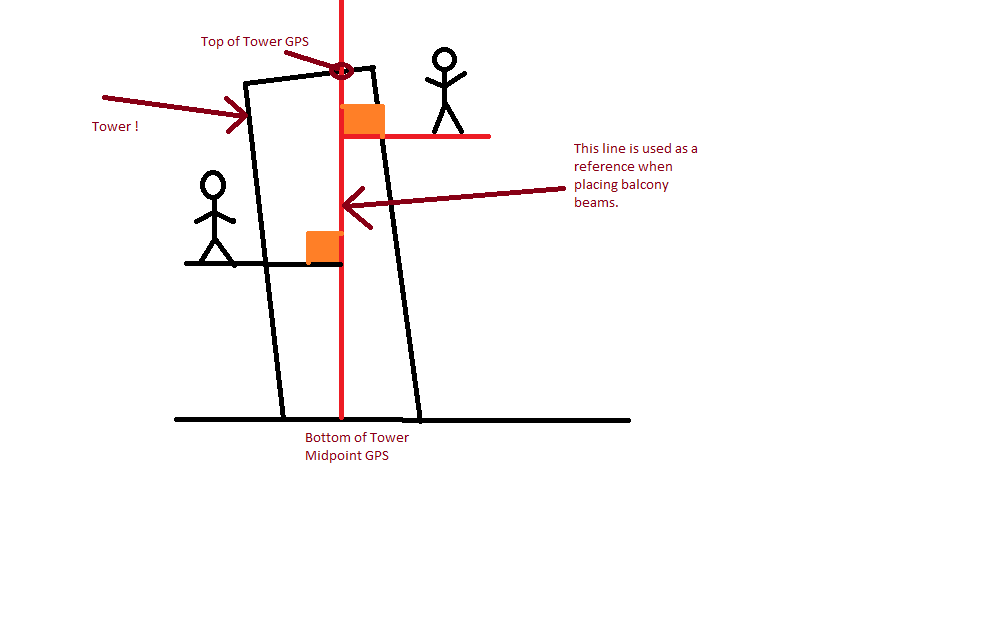 Top of Tower GPS
Tower !
This line is used as a
reference when
placing balcony
beams.
Bottom of Tower
Midpoint GPS